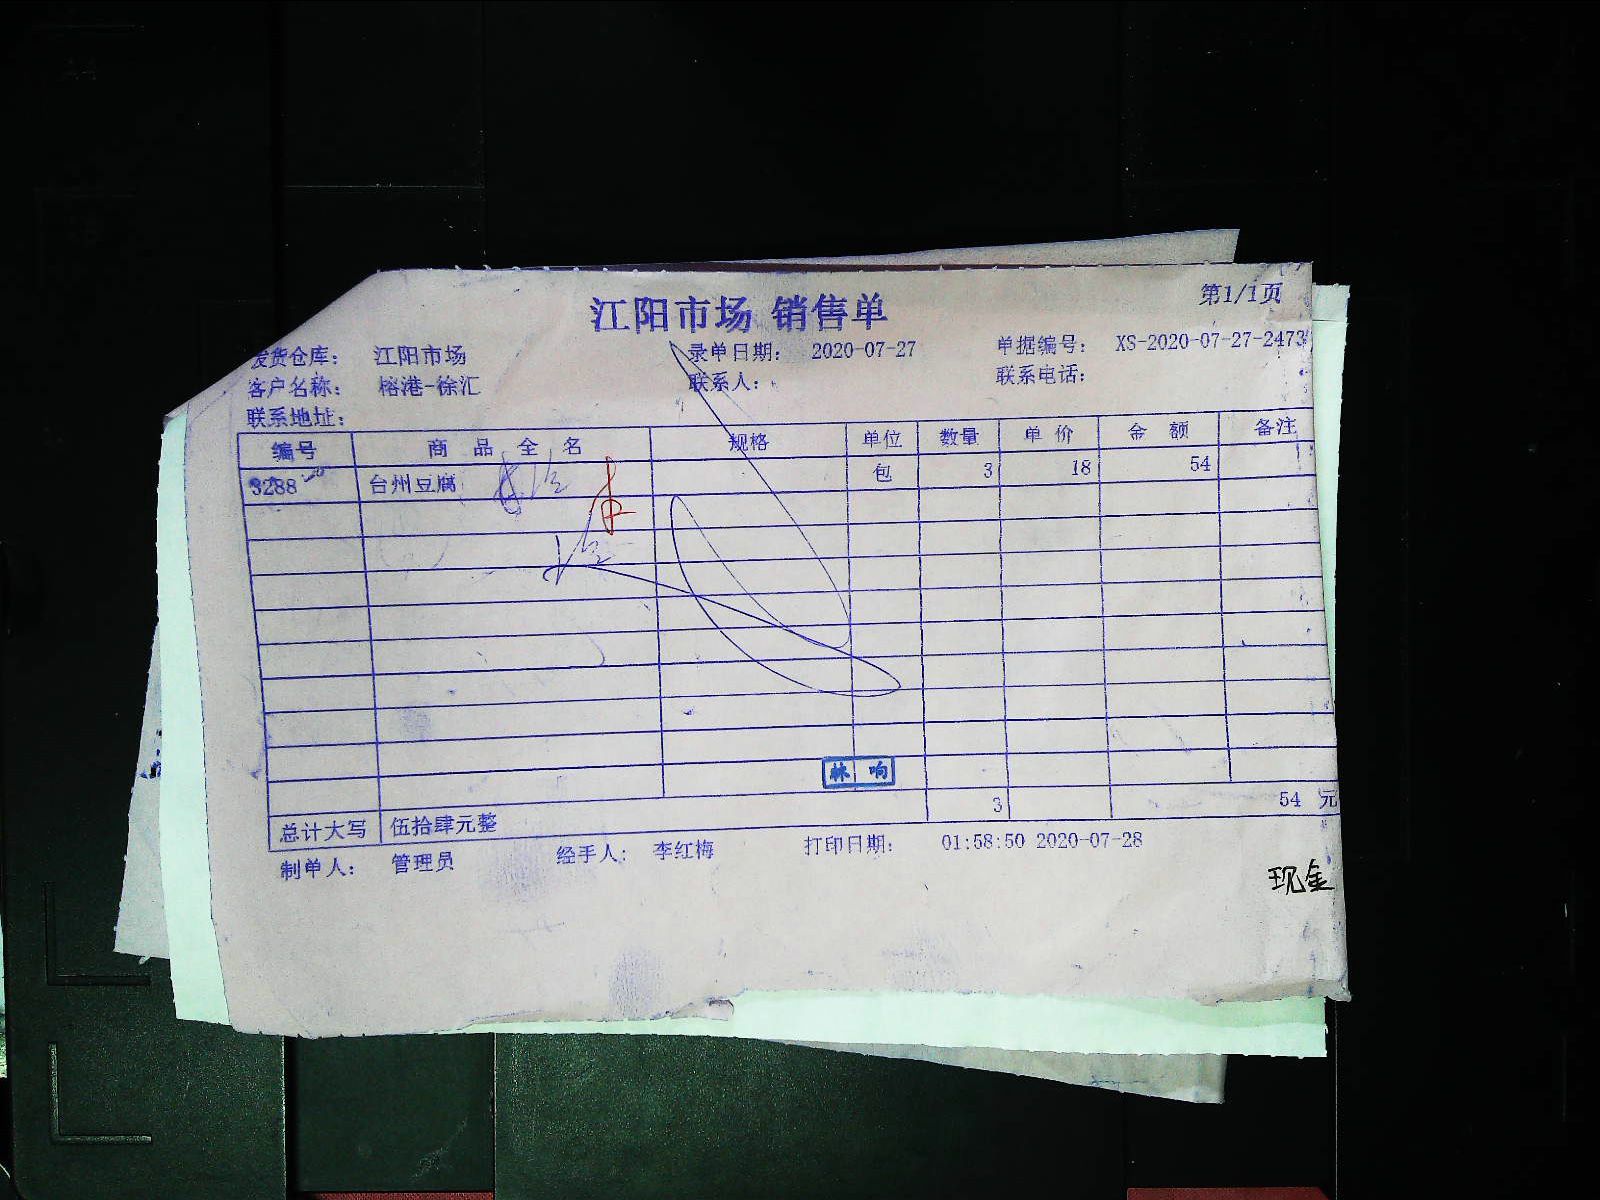 第1/1页
江阳市场 销售单
发货仓库: 江阳市场 录单日期: 2020-07-27 单据编号: XS-2020-07-27-2473
客户名称: 榕港-徐汇 联系人: 联系电话:
联系地址:
编号 商品全名 规格 单位 数量 单价 金额 备注
3288 台州豆腐 包 3 18 54
林响
3 54 元
总计大写 伍拾肆元整
制单人: 管理员 经手人: 李红梅 打印日期: 01:58:50 2020-07-28
现金